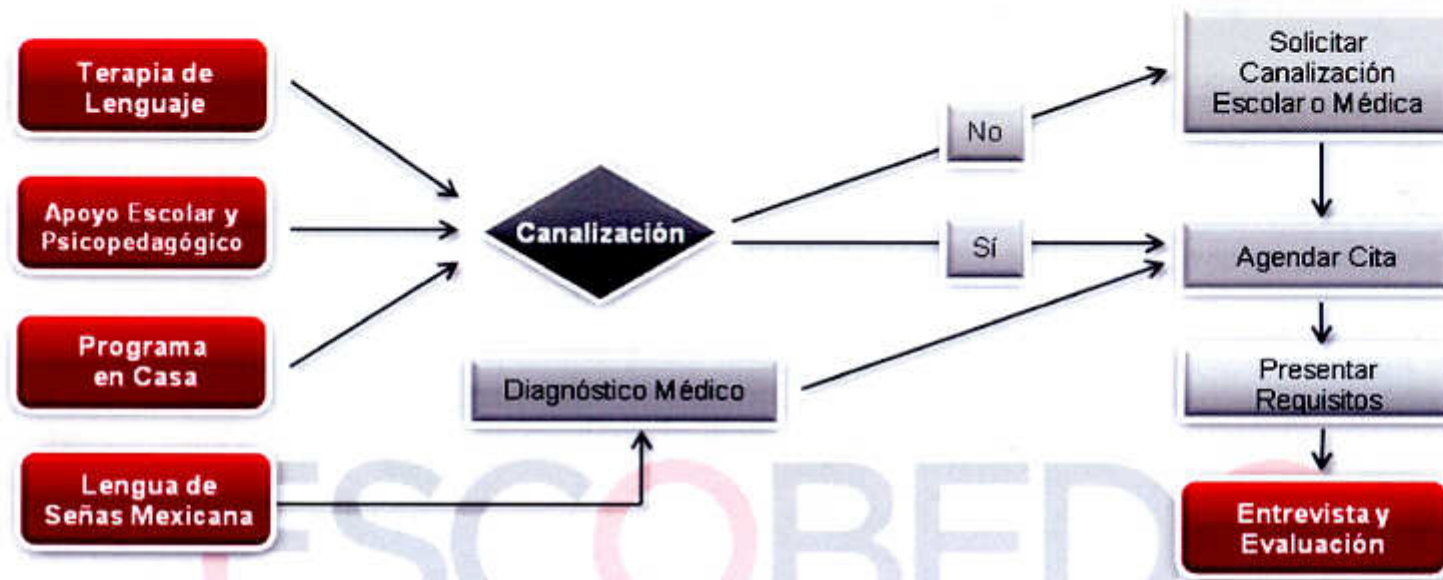 Terapia de
Lenguaje
Apoyo Escolar y
Psicopedagógico
Programa
en Casa
Lengua de
Señas Mexicana
Canalización
Diagnóstico Médico
No
Sí
Solicitar
Canalización
Escolar o Médica
Agendar Cita
Presentar
Requisitos
Entrevista y
Evaluación
ESCOBEDO